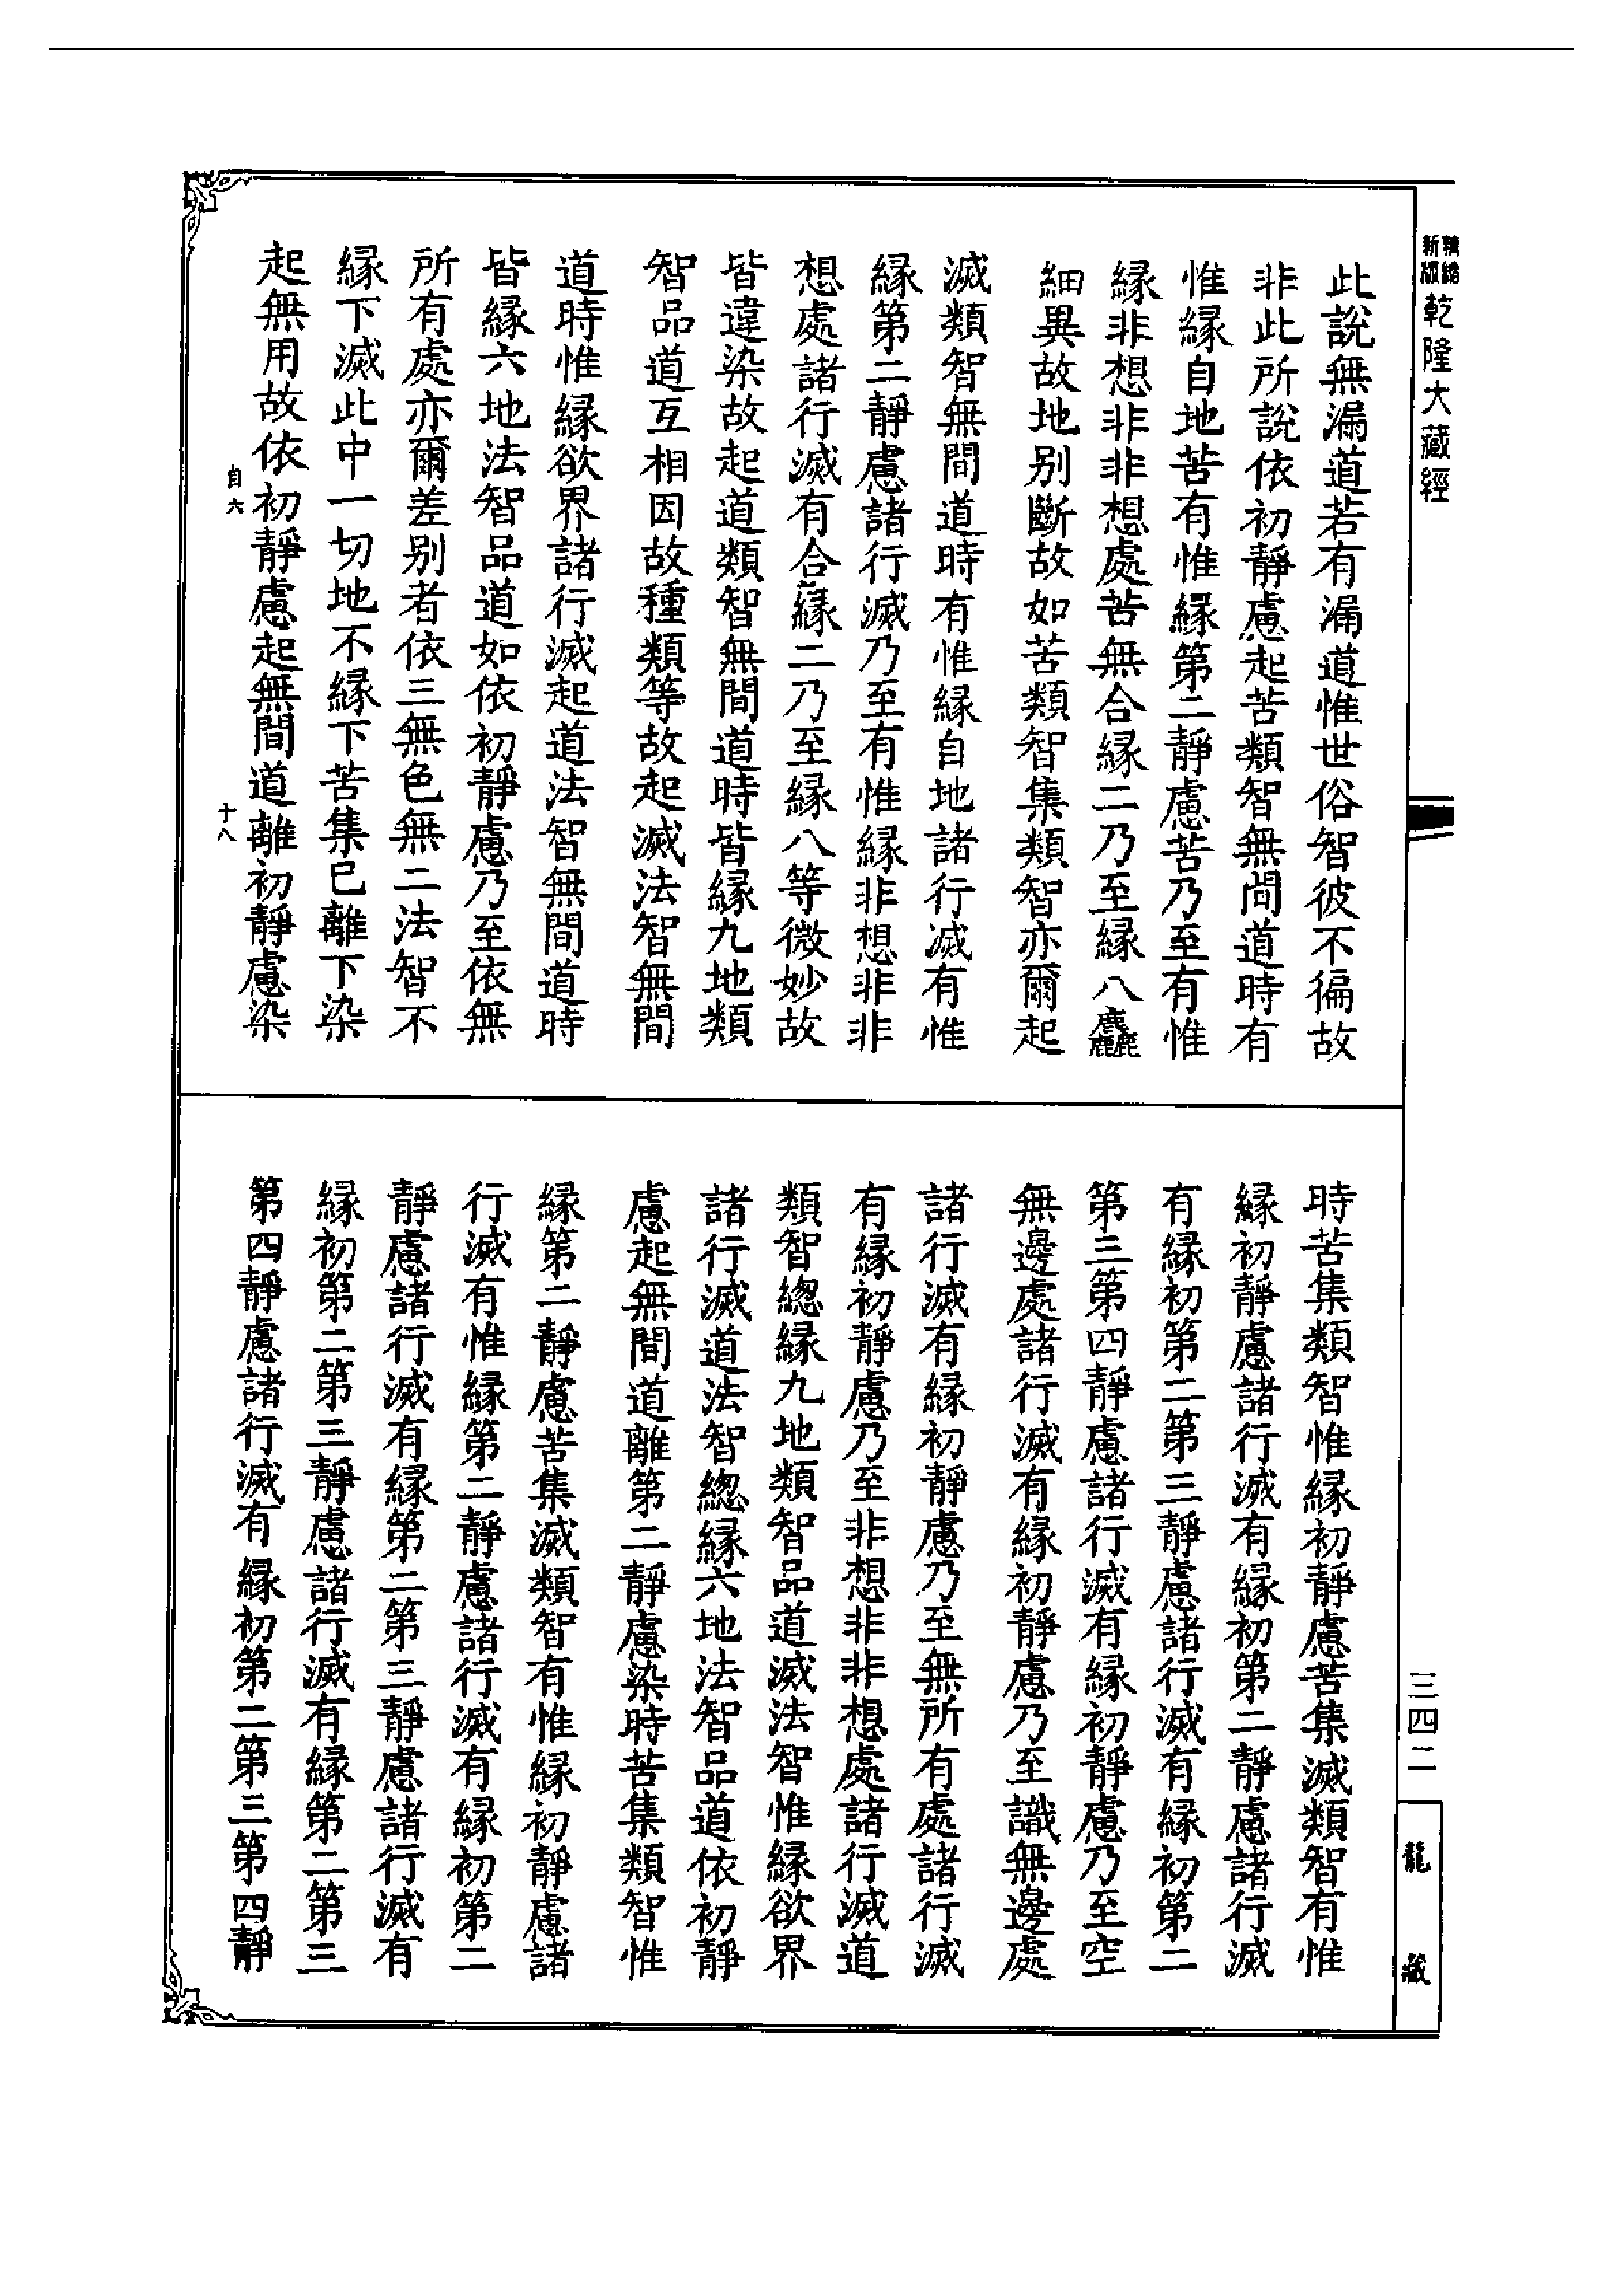 新版精縮
乾隆大藏經
此說無漏道若有漏道惟世俗智彼不徧故
非此所說依初靜慮起苦類智無間道時有
惟緣自地苦有惟緣第二靜慮苦乃至有惟
緣非想非非想處苦無合緣二乃至緣八麤
細異故地別斷故如苦類智集類智亦爾起
滅類智無間道時有惟緣自地諸行滅有惟
緣第二靜慮諸行滅乃至有惟緣非想非非
想處諸行滅有合緣二乃至緣八等微妙故
皆違染故起道類智無間道時皆緣九地類
智品道互相因故種類等故起滅法智無間
道時惟緣欲界諸行滅起道法智無間道時
皆緣六地法智品道如依初靜慮乃至依無
所有處亦爾差別者依三無色無二法智不
緣下滅此中一切地不緣下苦集已離下染
起無用故依初靜慮起無間道離初靜慮染
自六
十八
時苦集類智惟緣初靜慮苦集滅類智有惟
緣初靜慮諸行滅有緣初第二靜慮諸行滅
有緣初第二第三靜慮諸行滅有緣初第二
第三第四靜慮諸行滅有緣初靜慮乃至空
無邊處諸行滅有緣初靜慮乃至識無邊處
諸行滅有緣初靜慮乃至無所有處諸行滅
有緣初靜慮乃至非想非非想處諸行滅道
類智總緣九地類智品道滅法智惟緣欲界
諸行滅道法智總緣六地法智品道依初靜
慮起無間道離第二靜慮染時苦集類智惟
緣第二靜慮苦集滅類智有惟緣初靜慮諸
行滅有惟緣第二靜慮諸行滅有緣初第二
靜慮諸行滅有緣第二第三靜慮諸行滅有
緣初第二第三靜慮諸行滅有緣第二第三
第四靜慮諸行滅有緣初第二第三第四靜
三四二
龍藏